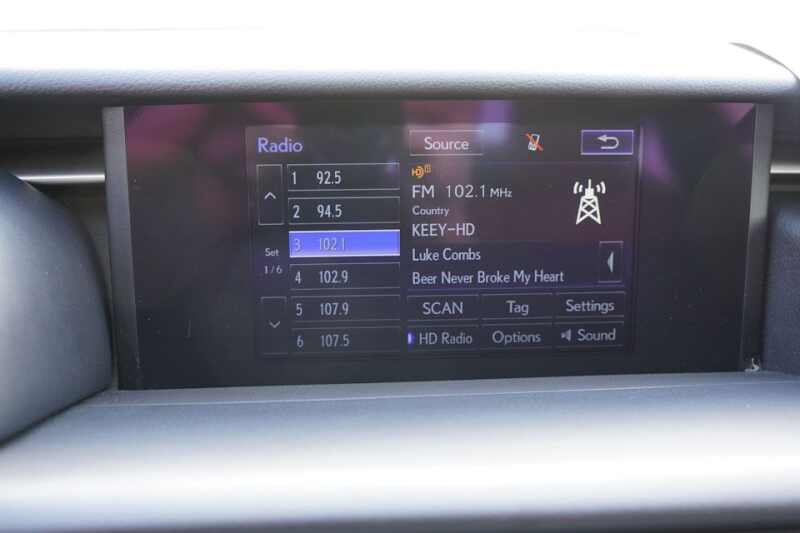 Radio
Source
1 92.5
2 94.5
3 102.1
4 102.9
5 107.9
6 107.5
Set
1/6
FM 102.1 MHz
Country
KEEY-HD
Luke Combs
Beer Never Broke My Heart
SCAN
Tag
Settings
HD Radio
Options
Sound